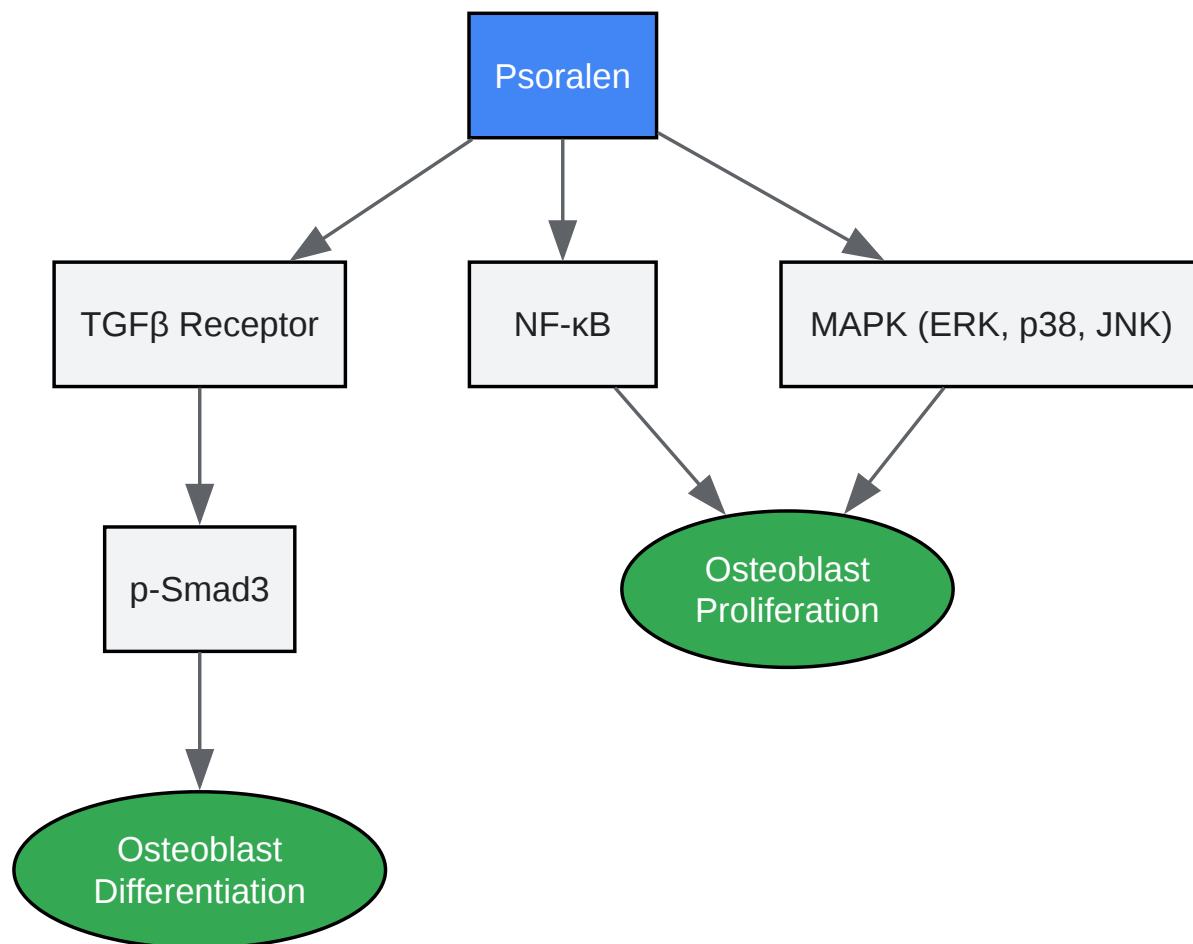 Psoralen
TGFβ Receptor
NF-κB
MAPK (ERK, p38, JNK)
p-Smad3
Osteoblast
Proliferation
Osteoblast
Differentiation